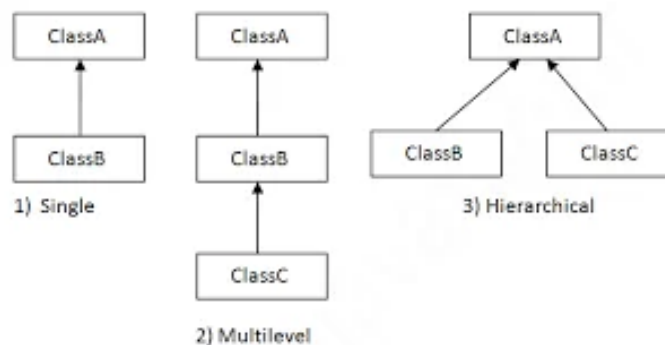 ClassA
ClassB
1) Single
ClassA
ClassB
ClassC
2) Multilevel
ClassA
ClassB
ClassC
3) Hierarchical